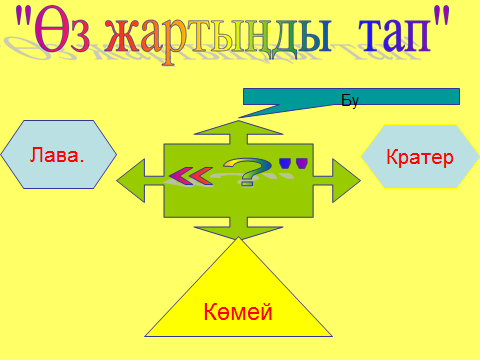 "Өз жартыңды тап"
Бу
Лава.
« ? "
Кратер
Көмей